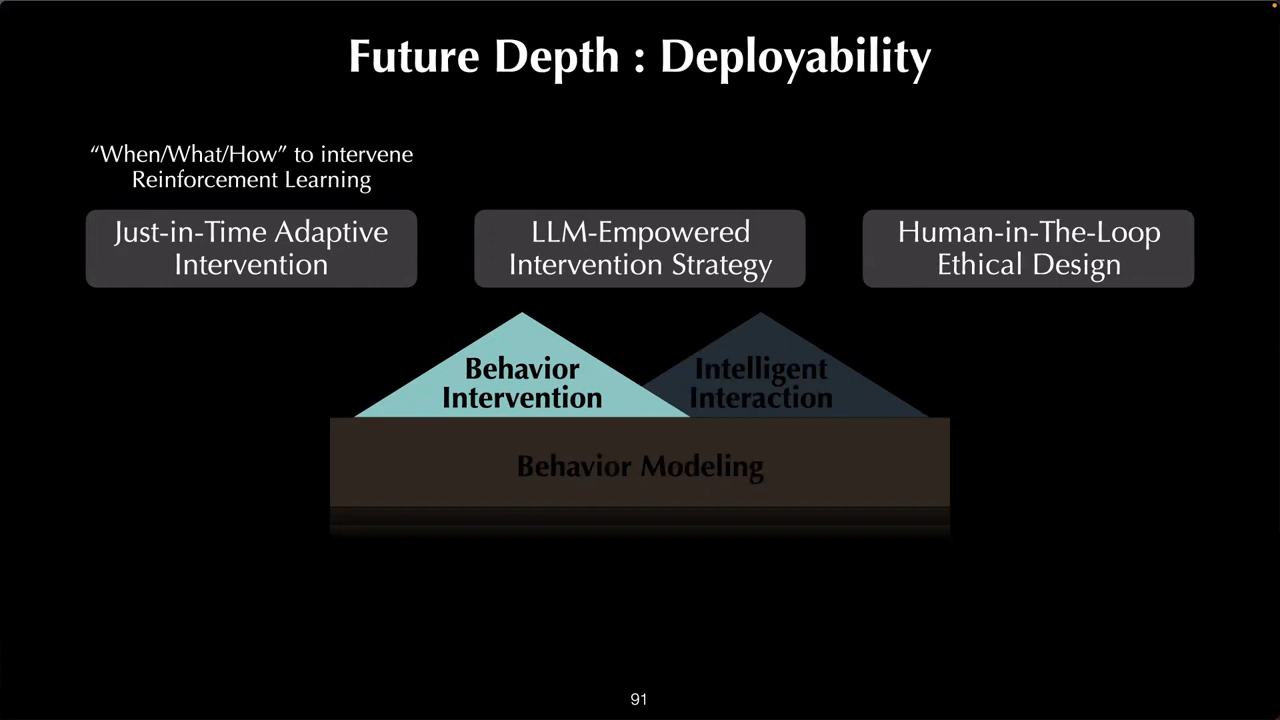 Future Depth : Deployability
“When/What/How” to intervene
Reinforcement Learning
Just-in-Time Adaptive
Intervention
LLM-Empowered
Intervention Strategy
Human-in-The-Loop
Ethical Design
Behavior
Intervention
Intelligent
Interaction
Behavior Modeling
91